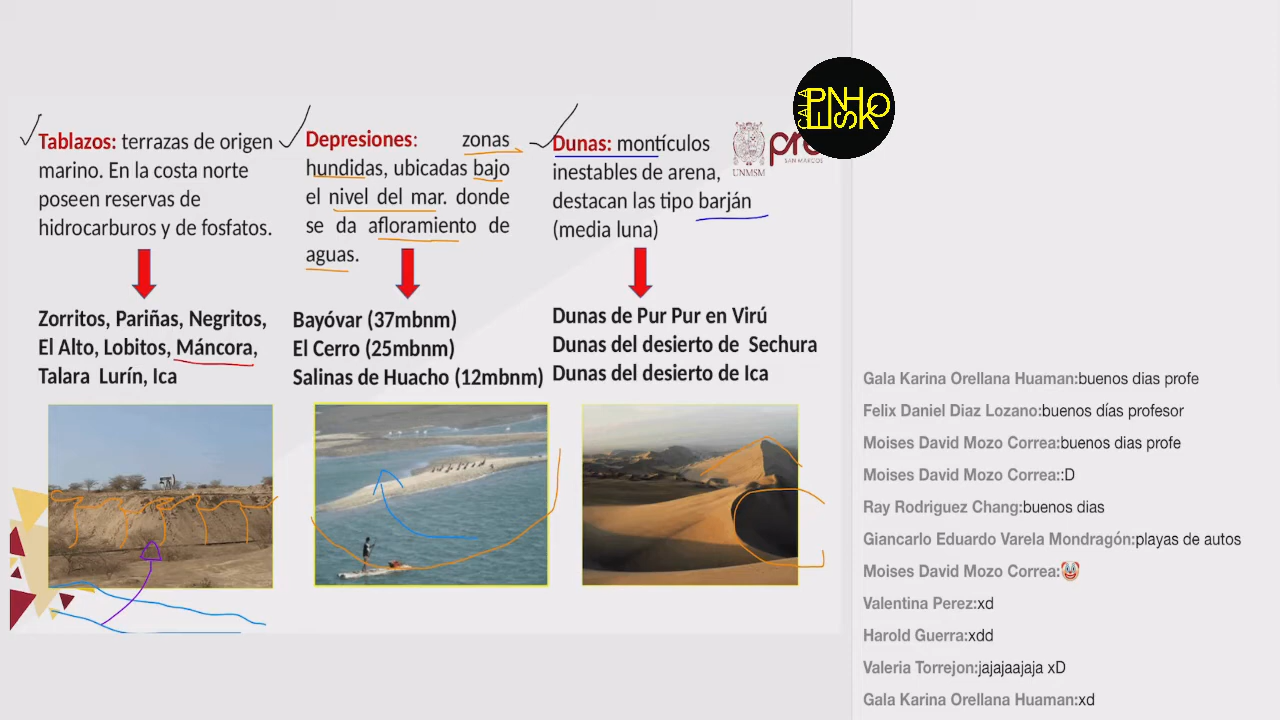 Tablazos: terrazas de origen
marino. En la costa norte
poseen reservas de
hidrocarburos y de fosfatos.
Zorritos, Pariñas, Negritos,
El Alto, Lobitos, Máncora,
Talara Lurín, Ica
Depresiones: zonas
hundidas, ubicadas bajo
el nivel del mar. donde
se da afloramiento de
aguas.
Bayóvar (37mbnm)
El Cerro (25mbnm)
Salinas de Huacho (12mbnm)
Dunas: montículos
inestables de arena,
destacan las tipo barján
(media luna)
Dunas de Pur Pur en Virú
Dunas del desierto de Sechura
Dunas del desierto de Ica
UNMSM
SAN MARCOS
Gala Karina Orellana Huaman:buenos dias profe
Felix Daniel Diaz Lozano:buenos días profesor
Moises David Mozo Correa:buenos dias profe
Moises David Mozo Correa::D
Ray Rodriguez Chang:buenos dias
Giancarlo Eduardo Varela Mondragón:playas de autos
Moises David Mozo Correa:🤡
Valentina Perez:xd
Harold Guerra:xdd
Valeria Torrejon:jajajaajaja xD
Gala Karina Orellana Huaman:xd